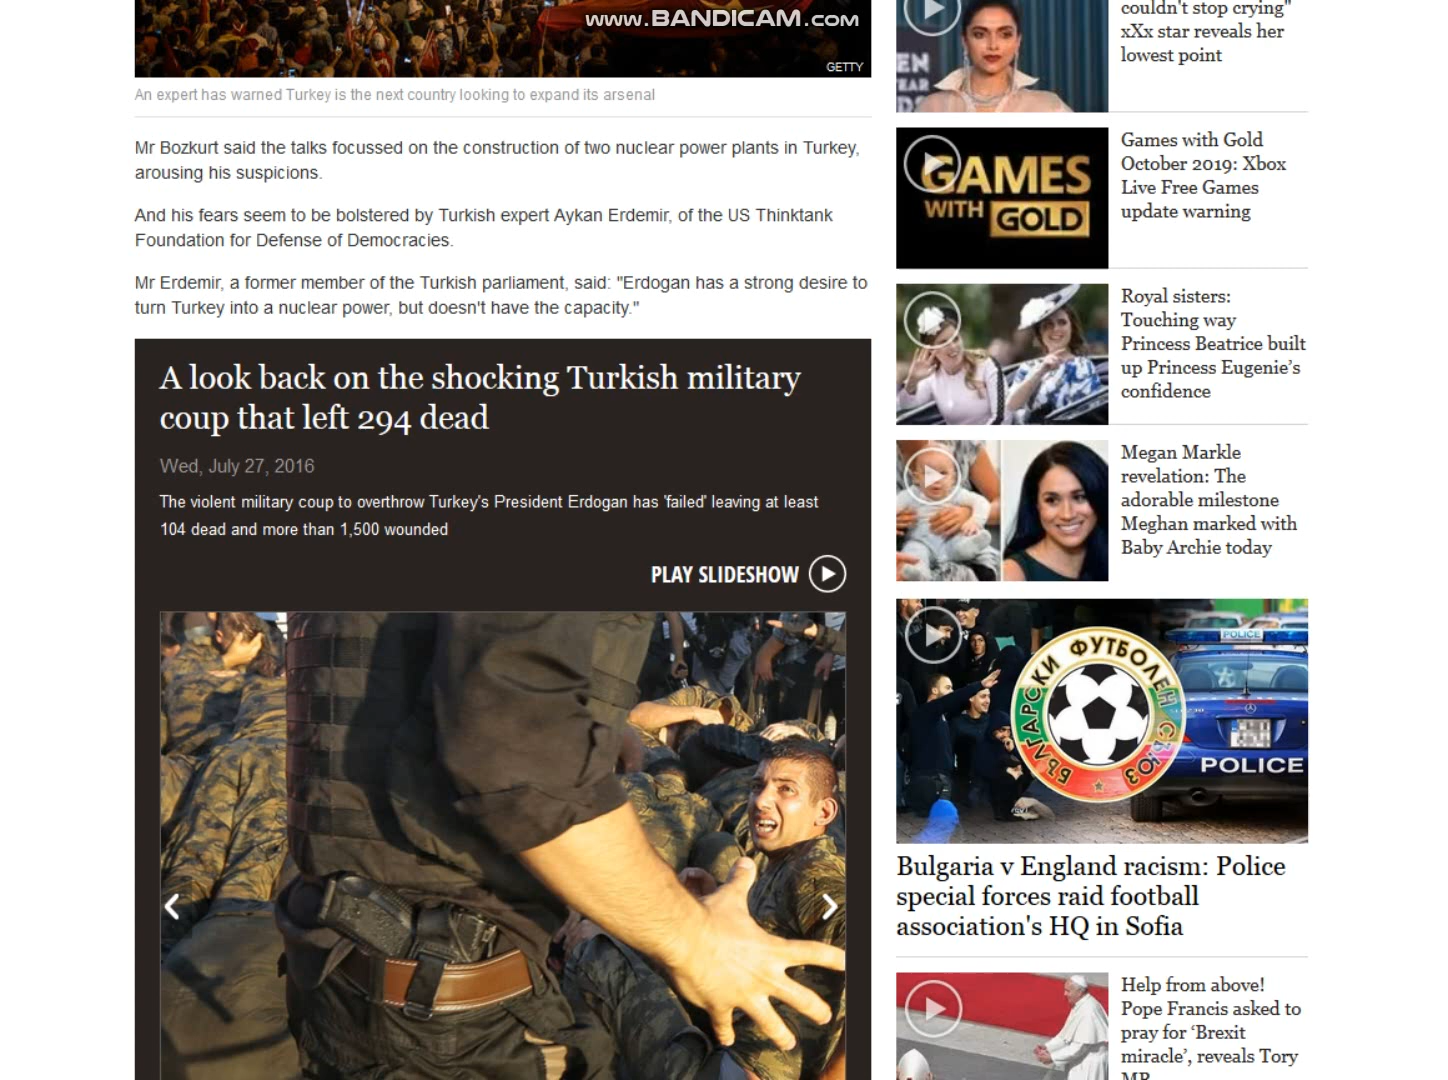 www.BANDICAM.com
GETTY
An expert has warned Turkey is the next country looking to expand its arsenal
Mr Bozkurt said the talks focussed on the construction of two nuclear power plants in Turkey,
arousing his suspicions.
And his fears seem to be bolstered by Turkish expert Aykan Erdemir, of the US Thinktank
Foundation for Defense of Democracies.
Mr Erdemir, a former member of the Turkish parliament, said: "Erdogan has a strong desire to
turn Turkey into a nuclear power, but doesn't have the capacity."
A look back on the shocking Turkish military
coup that left 294 dead
Wed, July 27, 2016
The violent military coup to overthrow Turkey's President Erdogan has 'failed' leaving at least
104 dead and more than 1,500 wounded
PLAY SLIDESHOW
couldn't stop crying"
xXx star reveals her
lowest point
GAMES
WITH GOLD
Games with Gold
October 2019: Xbox
Live Free Games
update warning
Royal sisters:
Touching way
Princess Beatrice built
up Princess Eugenie’s
confidence
Megan Markle
revelation: The
adorable milestone
Meghan marked with
Baby Archie today
БЪЛГАРСКИ ФУТБОЛЕН СЪЮЗ
POLICE
POLICE
Bulgaria v England racism: Police
special forces raid football
association's HQ in Sofia
Help from above!
Pope Francis asked to
pray for ‘Brexit
miracle’, reveals Tory
MP